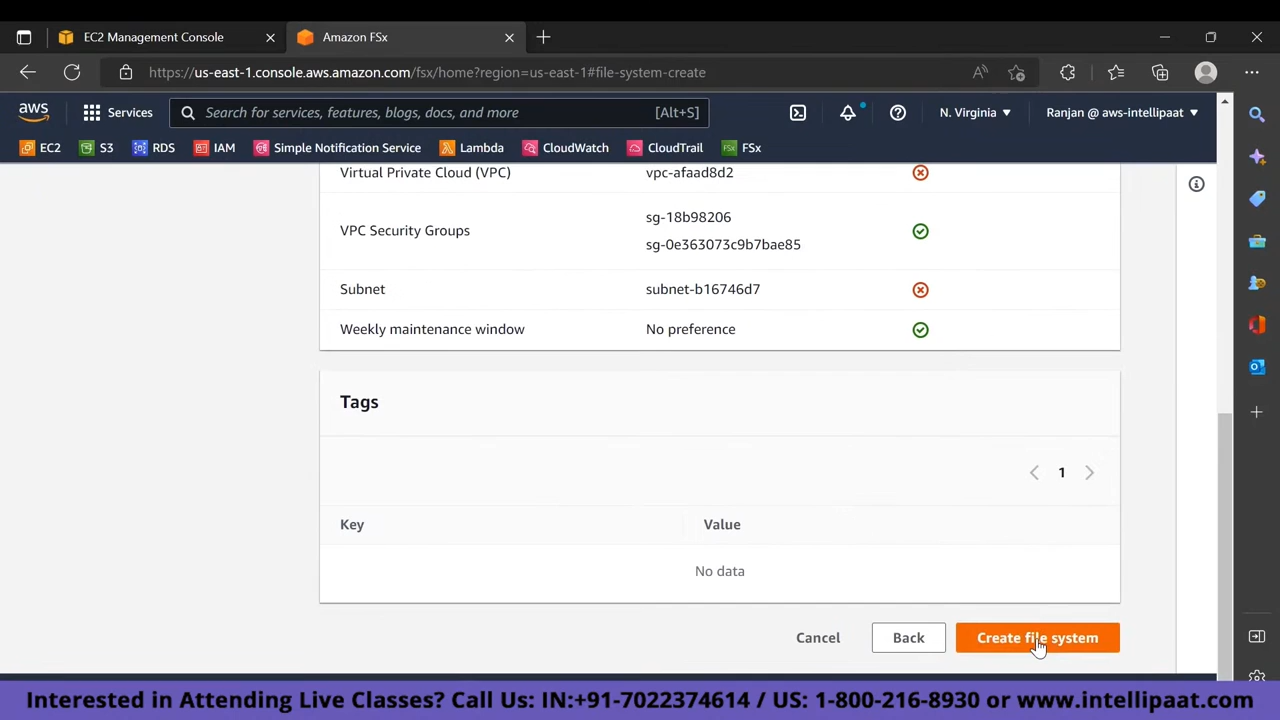 EC2 Management Console
Amazon FSx
https://us-east-1.console.aws.amazon.com/fsx/home?region=us-east-1#file-system-create
aws
Services
Search for services, features, blogs, docs, and more
[Alt+S]
N. Virginia
Ranjan @ aws-intellipaat
EC2
S3
RDS
IAM
Simple Notification Service
Lambda
CloudWatch
CloudTrail
FSx
Virtual Private Cloud (VPC)
vpc-afaad8d2
VPC Security Groups
sg-18b98206
sg-0e363073c9b7bae85
Subnet
subnet-b16746d7
Weekly maintenance window
No preference
Tags
1
Key
Value
No data
Cancel
Back
Create file system
Interested in Attending Live Classes? Call Us: IN:+91-7022374614 / US: 1-800-216-8930 or www.intellipaat.com